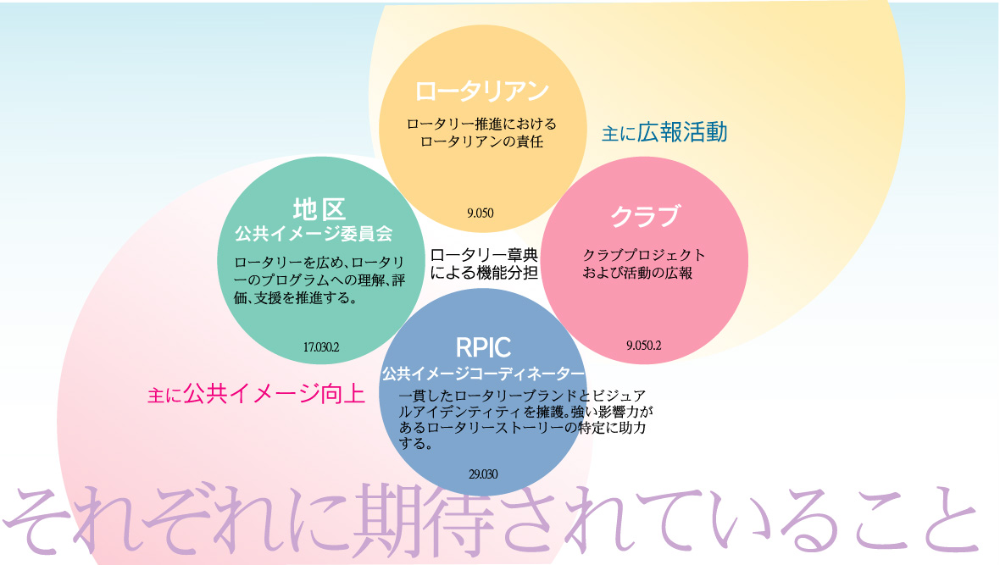 ロータリアン
ロータリー推進における
ロータリアンの責任
9.050
主に広報活動
地区
公共イメージ委員会
ロータリーを広め、ロータリ
ーのプログラムへの理解、評
価、支援を推進する。
17.030.2
ロータリー章典
による機能分担
クラブ
クラブプロジェクト
および活動の広報
9.050.2
RPIC
公共イメージコーディネーター
一貫したロータリーブランドとビジュア
ルアイデンティティを擁護。強い影響力が
あるロータリーストーリーの特定に助力
する。
29.030
主に公共イメージ向上
それぞれに期待されていること